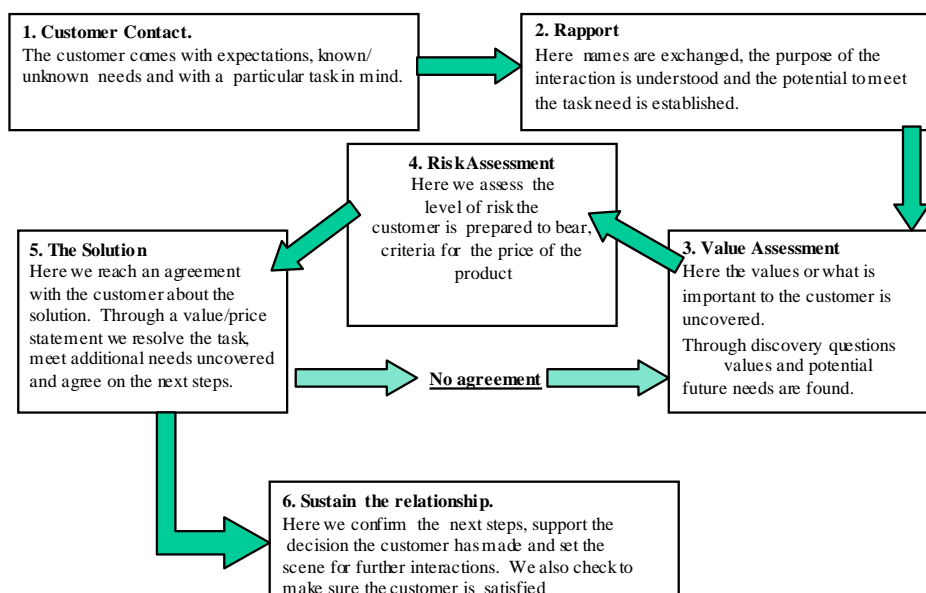 1. Customer Contact.
The customer comes with expectations, known/
unknown needs and with a particular task in mind.
2. Rapport
Here names are exchanged, the purpose of the
interaction is understood and the potential to meet
the task need is established.
3. Value Assessment
Here the values or what is
important to the customer is
uncovered.
Through discovery questions
values and potential
future needs are found.
4. Risk Assessment
Here we assess the
level of risk the
customer is prepared to bear,
criteria for the price of the
product
5. The Solution
Here we reach an agreement
with the customer about the
solution. Through a value/price
statement we resolve the task,
meet additional needs uncovered
and agree on the next steps.
No agreement
6. Sustain the relationship.
Here we confirm the next steps, support the
decision the customer has made and set the
scene for further interactions. We also check to
make sure the customer is satisfied